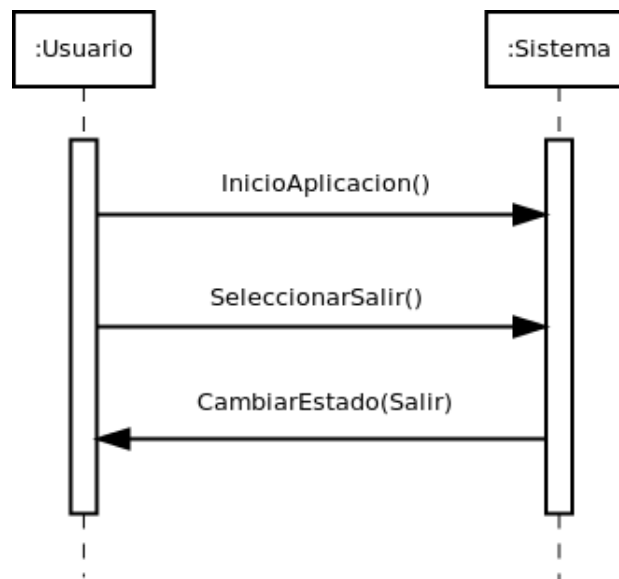 :Usuario
:Sistema
InicioAplicacion()
SeleccionarSalir()
CambiarEstado(Salir)